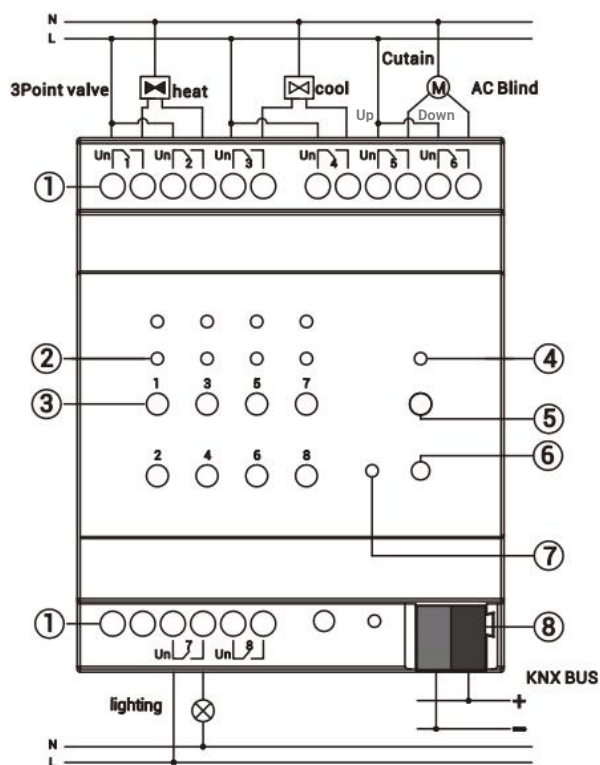 N
L
Cutain
3Point valve heat cool M AC Blind
Up Down
Un 1 Un 2 Un 3 Un 4 Un 5 Un 6
1
2 4
1 3 5 7
3
5
2 4 6 8 6
7
1 8
Un 7 Un 8
KNX BUS
lighting +
−
N
L